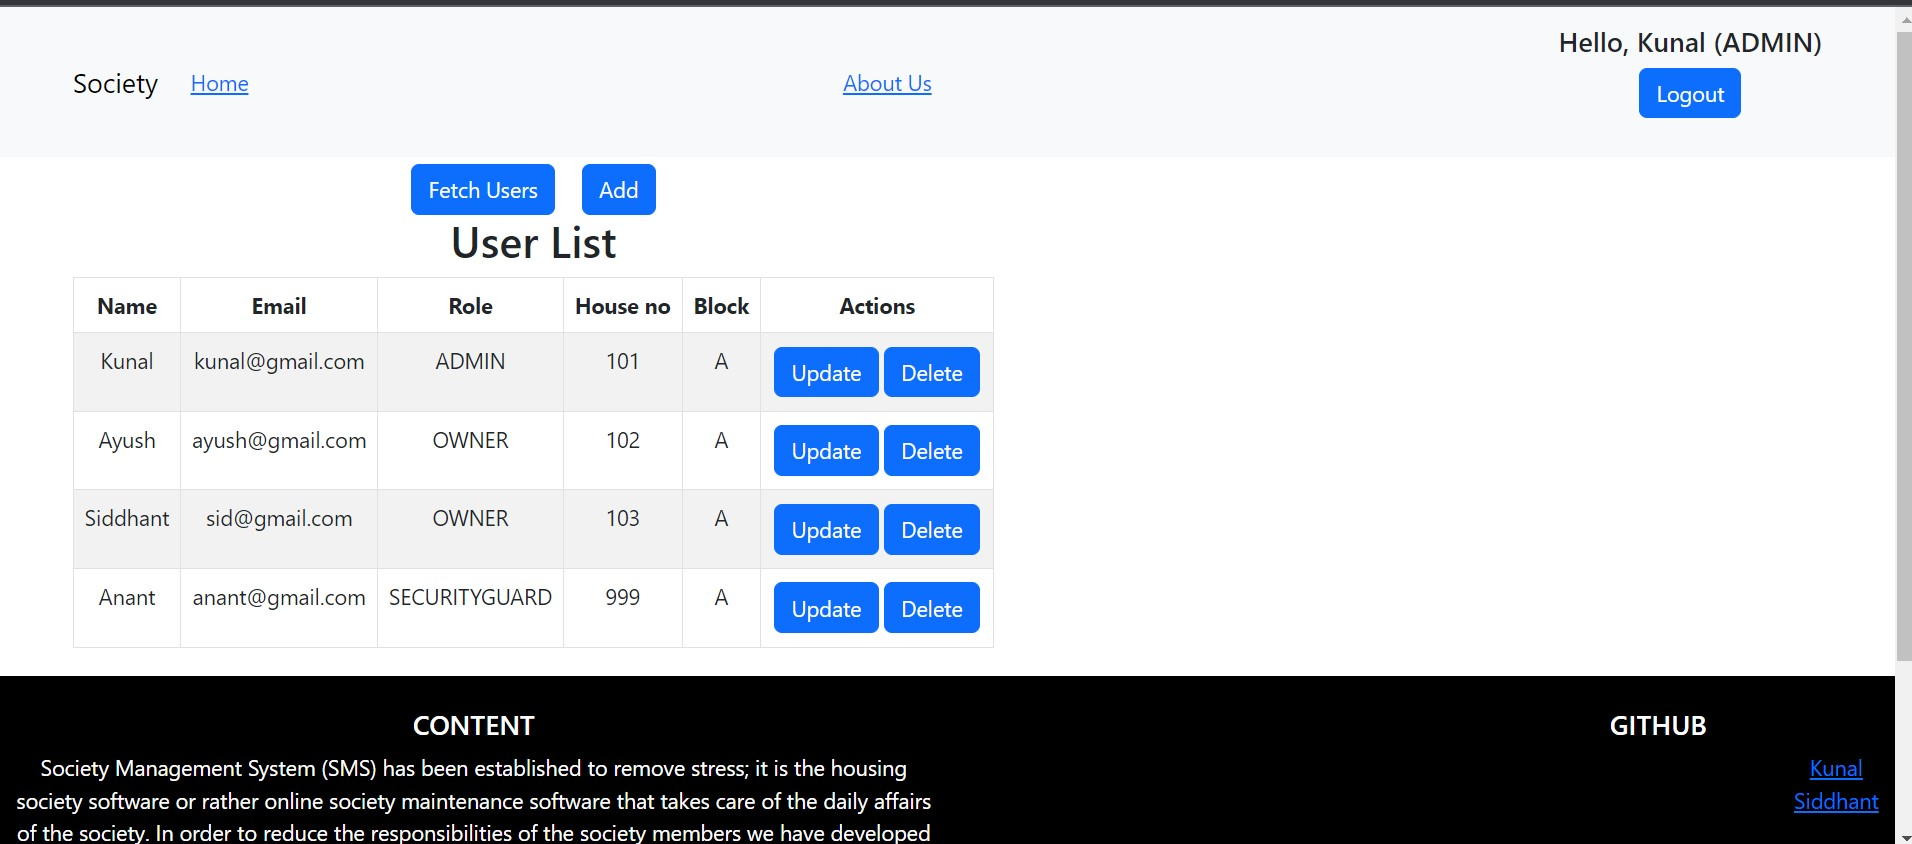 Hello, Kunal (ADMIN)
Society Home About Us
Logout
Fetch Users Add
User List
Name Email Role House no Block Actions
Kunal kunal@gmail.com ADMIN 101 A Update Delete
Ayush ayush@gmail.com OWNER 102 A Update Delete
Siddhant sid@gmail.com OWNER 103 A Update Delete
Anant anant@gmail.com SECURITYGUARD 999 A Update Delete
CONTENT
Society Management System (SMS) has been established to remove stress; it is the housing
society software or rather online society maintenance software that takes care of the daily affairs
of the society. In order to reduce the responsibilities of the society members we have developed
GITHUB
Kunal
Siddhant